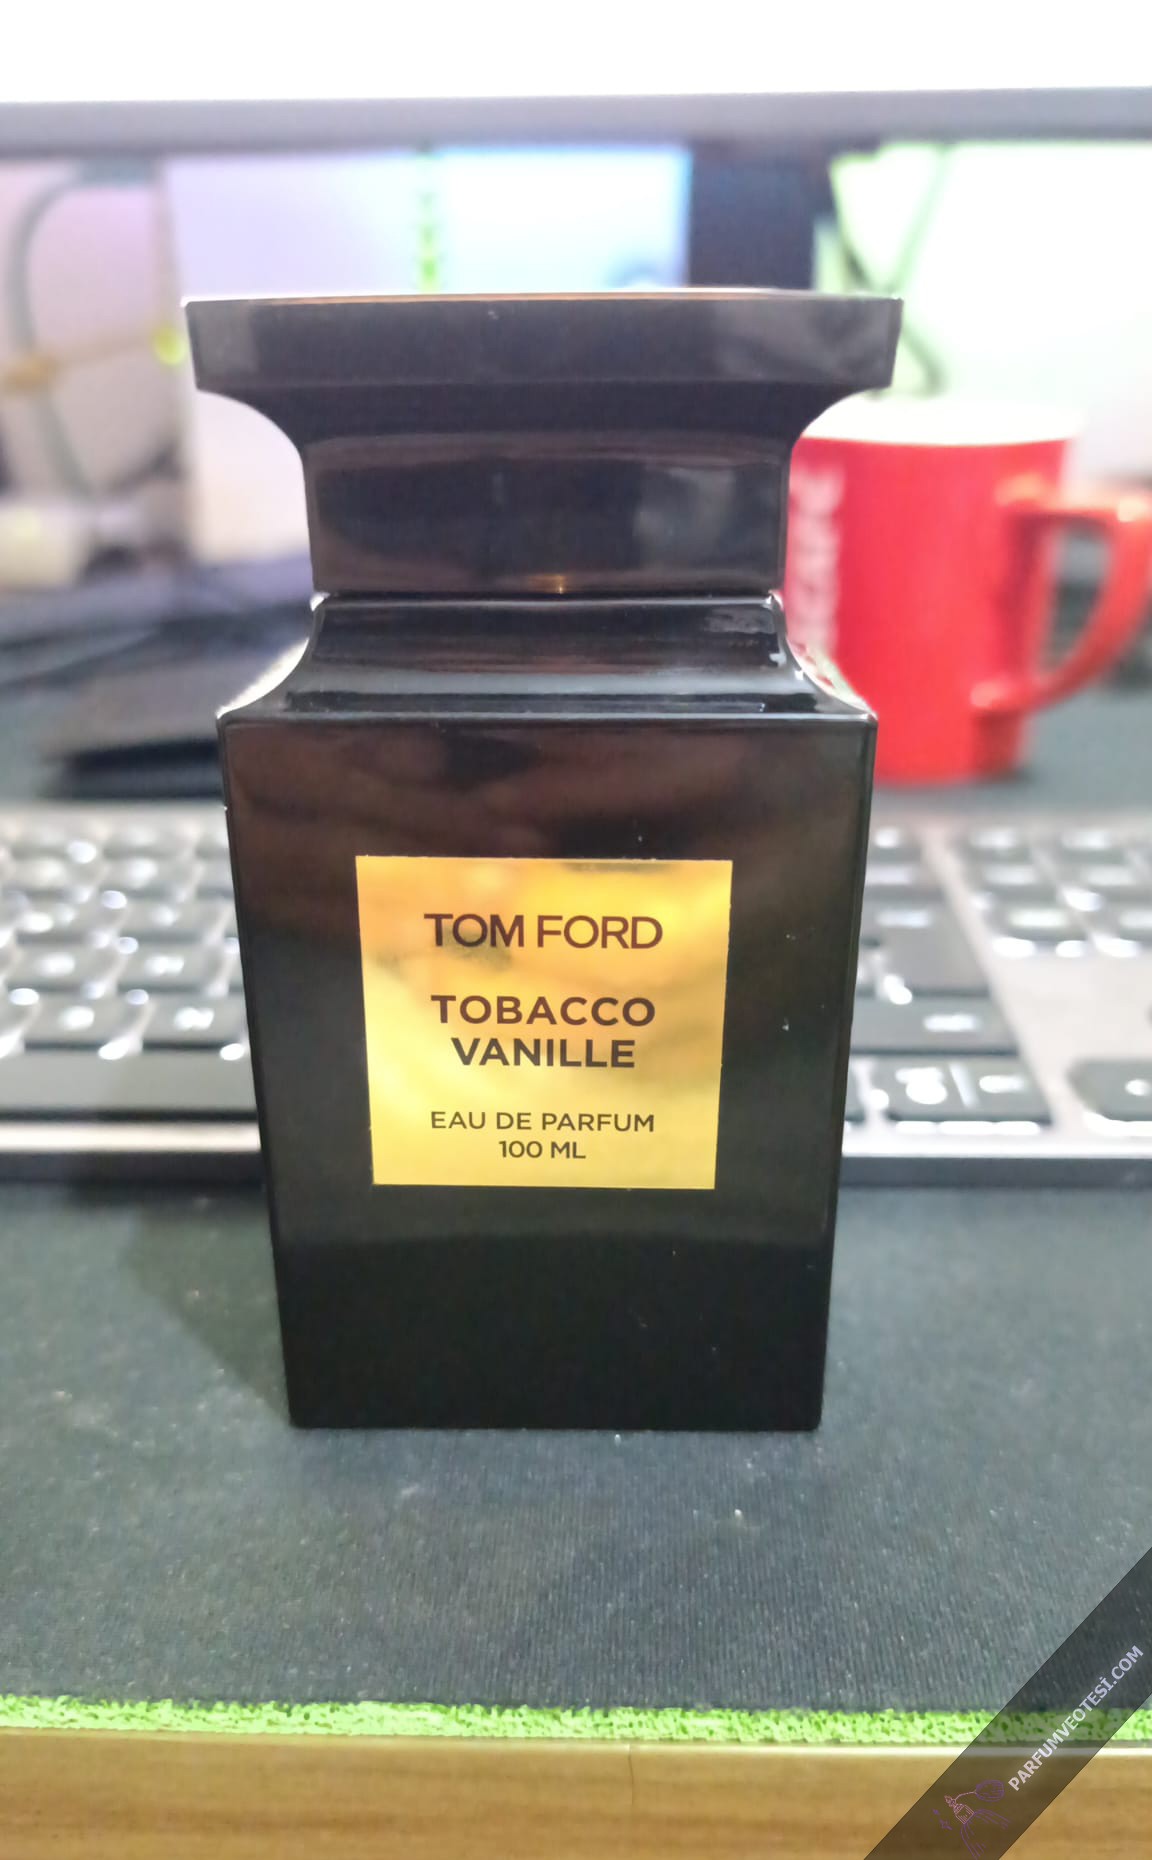 TOM FORD
TOBACCO
VANILLE
EAU DE PARFUM
100 ML
PARFUMVEOTESİ.COM